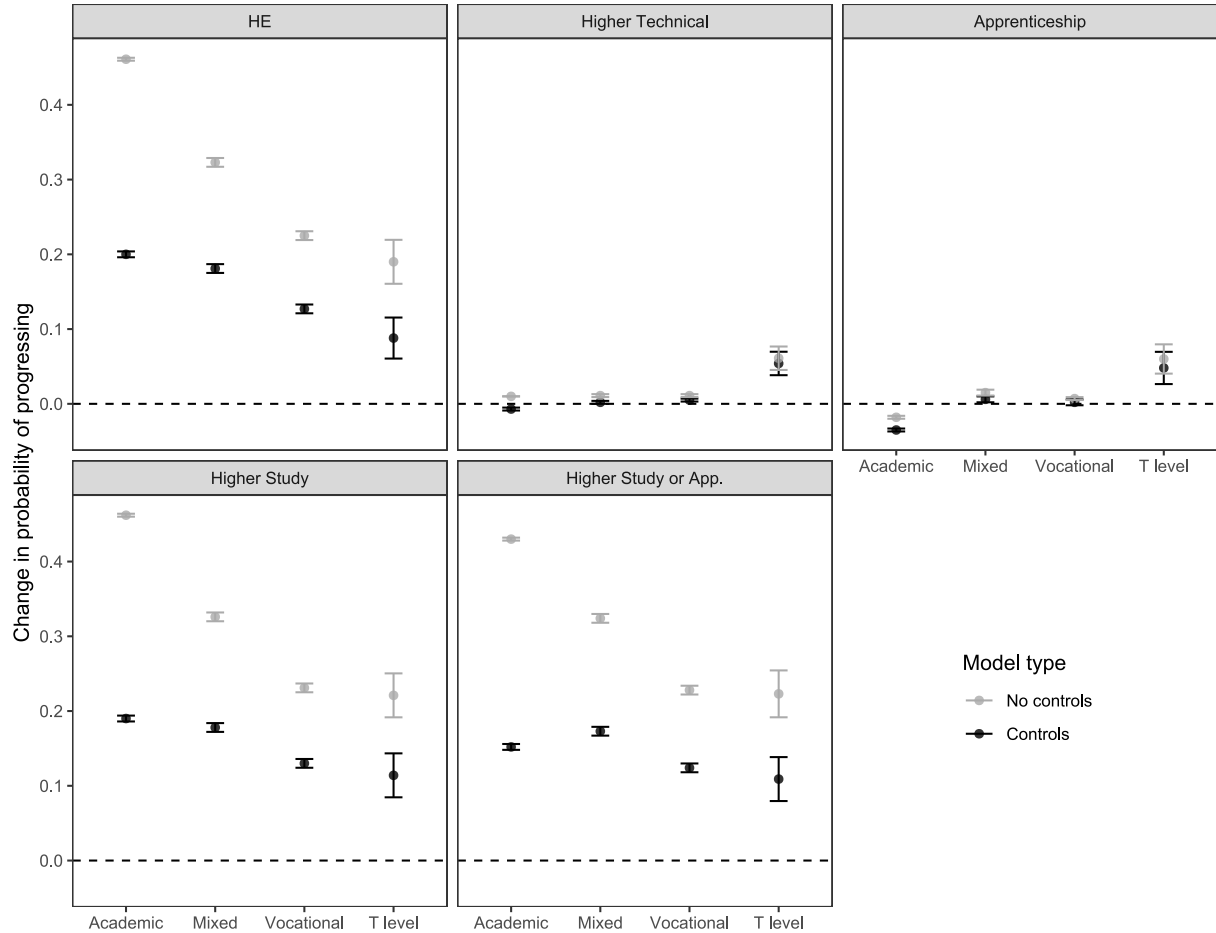 HE
Higher Technical
Apprenticeship
Change in probability of progressing
0.4
0.3
0.2
0.1
0.0
Academic
Mixed
Vocational
T level
Higher Study
Higher Study or App.
0.4
0.3
0.2
0.1
0.0
Academic
Mixed
Vocational
T level
Academic
Mixed
Vocational
T level
Model type
No controls
Controls